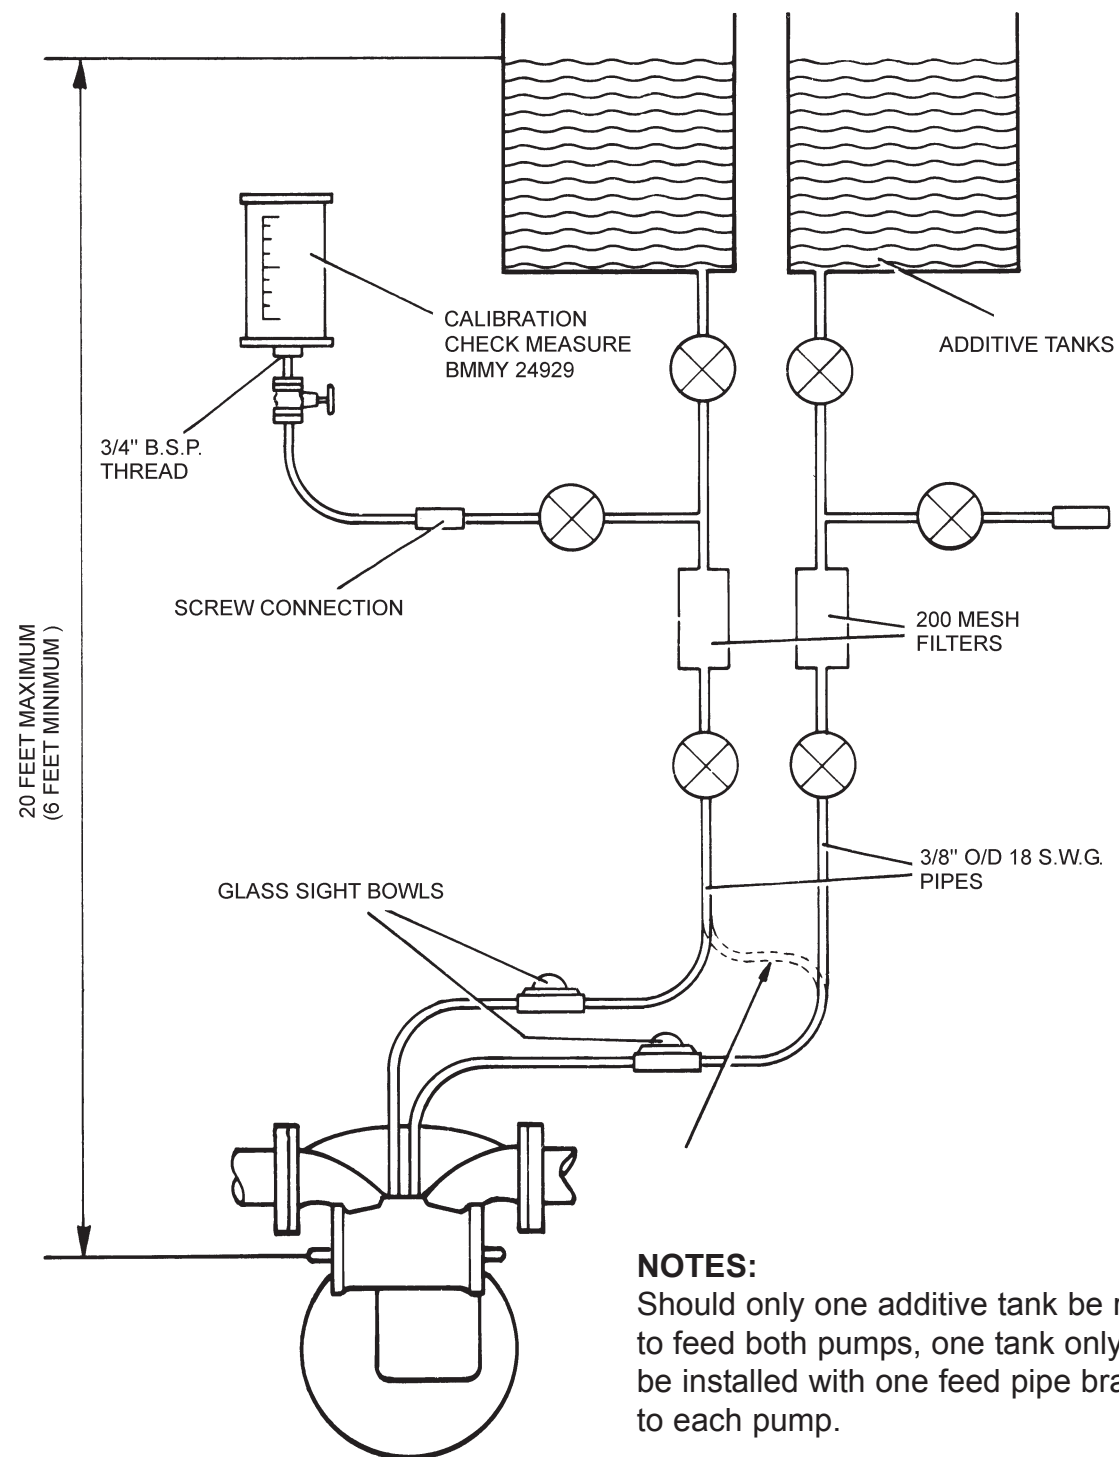 CALIBRATION
CHECK MEASURE
BMMY 24929
ADDITIVE TANKS
3/4" B.S.P.
THREAD
SCREW CONNECTION
200 MESH
FILTERS
20 FEET MAXIMUM
(6 FEET MINIMUM )
3/8" O/D 18 S.W.G.
PIPES
GLASS SIGHT BOWLS
NOTES:
Should only one additive tank be
to feed both pumps, one tank only
be installed with one feed pipe
to each pump.